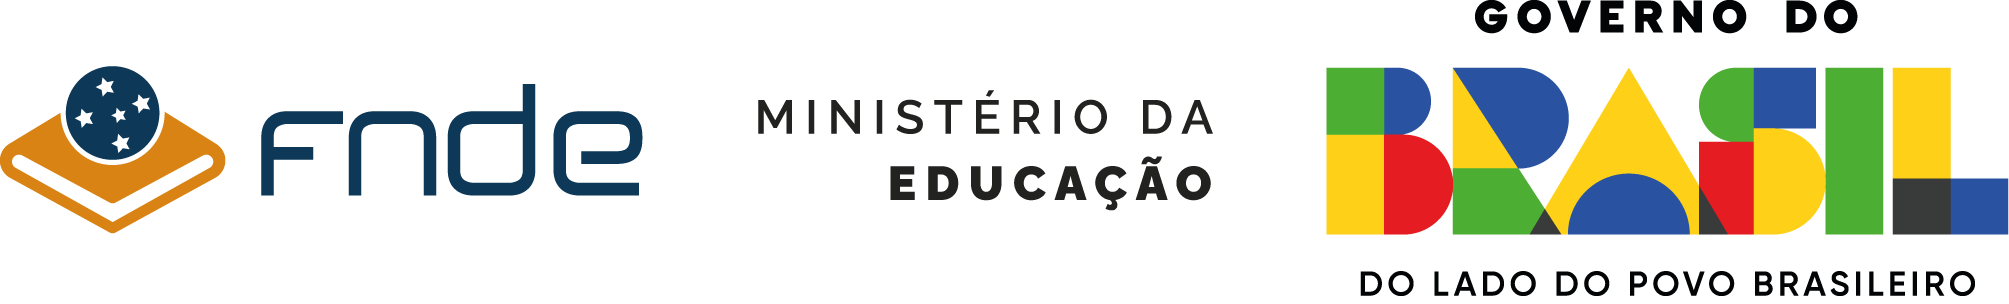 fnde
MINISTÉRIO DA
EDUCAÇÃO
GOVERNO DO
BRASIL
DO LADO DO POVO BRASILEIRO